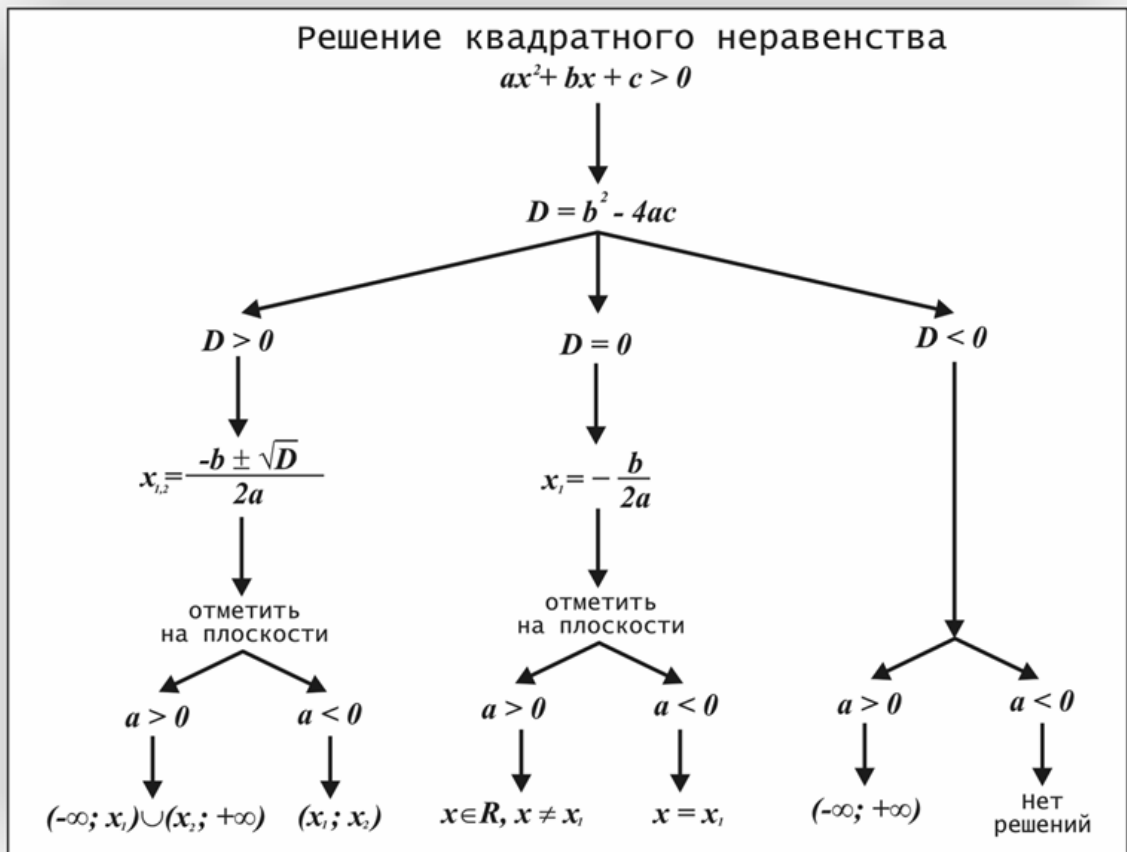 Решение квадратного неравенства
ax²+ bx + c > 0
D = b² - 4ac
D > 0
D = 0
D < 0
x₁,₂= (-b ± √D) / 2a
x₁ = − b / 2a
отметить
на плоскости
отметить
на плоскости
a > 0
a < 0
a > 0
a < 0
a > 0
a < 0
(-∞; x₁)∪(x₂; +∞)
(x₁; x₂)
x∈R, x ≠ x₁
x = x₁
(-∞; +∞)
нет
решений